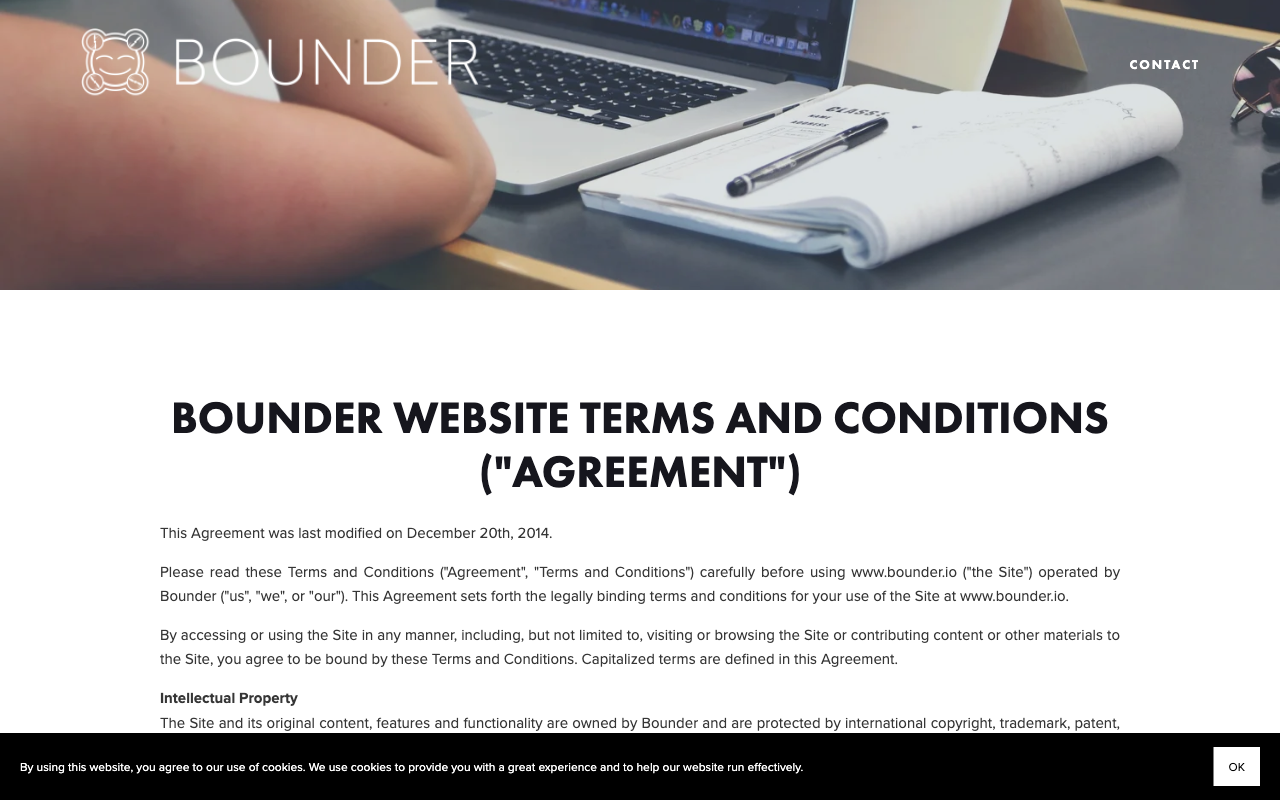 BOUNDER
CONTACT
CLASSES
NAME
ADDRESS
BOUNDER WEBSITE TERMS AND CONDITIONS
("AGREEMENT")
This Agreement was last modified on December 20th, 2014.
Please read these Terms and Conditions ("Agreement", "Terms and Conditions") carefully before using www.bounder.io ("the Site") operated by
Bounder ("us", "we", or "our"). This Agreement sets forth the legally binding terms and conditions for your use of the Site at www.bounder.io.
By accessing or using the Site in any manner, including, but not limited to, visiting or browsing the Site or contributing content or other materials to
the Site, you agree to be bound by these Terms and Conditions. Capitalized terms are defined in this Agreement.
Intellectual Property
The Site and its original content, features and functionality are owned by Bounder and are protected by international copyright, trademark, patent,
By using this website, you agree to our use of cookies. We use cookies to provide you with a great experience and to help our website run effectively.
OK